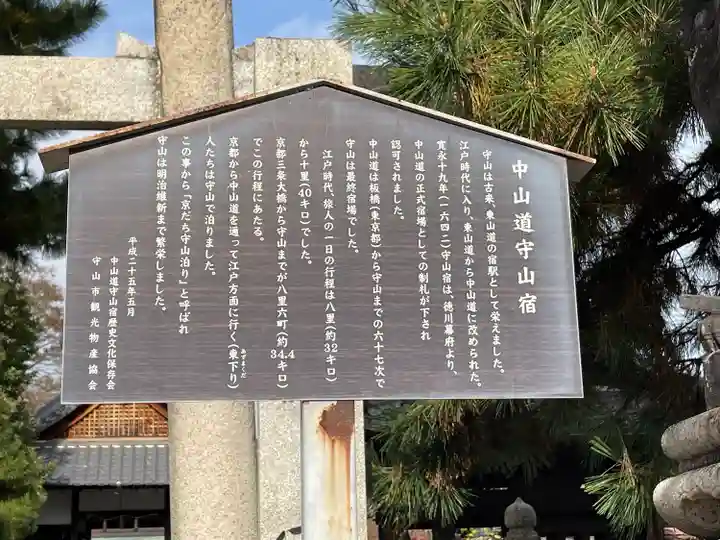 中山道守山宿
守山は古来、東山道の宿駅として栄えました。
江戸時代に入り、東山道から中山道に改められた。
寛永十九年(一六四二)守山宿は、徳川幕府より、
中山道の正式宿場としての制札が下され
認可されました。
中山道は板橋(東京都)から守山までの六十七次で
守山は最終宿場でした。
江戸時代、旅人の一日の行程は八里(約32キロ)
から十里(40キロ)でした。
京都三条大橋から守山までが八里六町(約34.4キロ)
でこの行程にあたる。
京都から中山道を通って江戸方面に行く(東下り)
あずまくだ
人たちは守山で泊りました。
この事から『京だち守山泊り』と呼ばれ
守山は明治維新まで繁栄しました。
平成二十五年五月
中山道守山宿歴史文化保存会
守山市観光物産協会